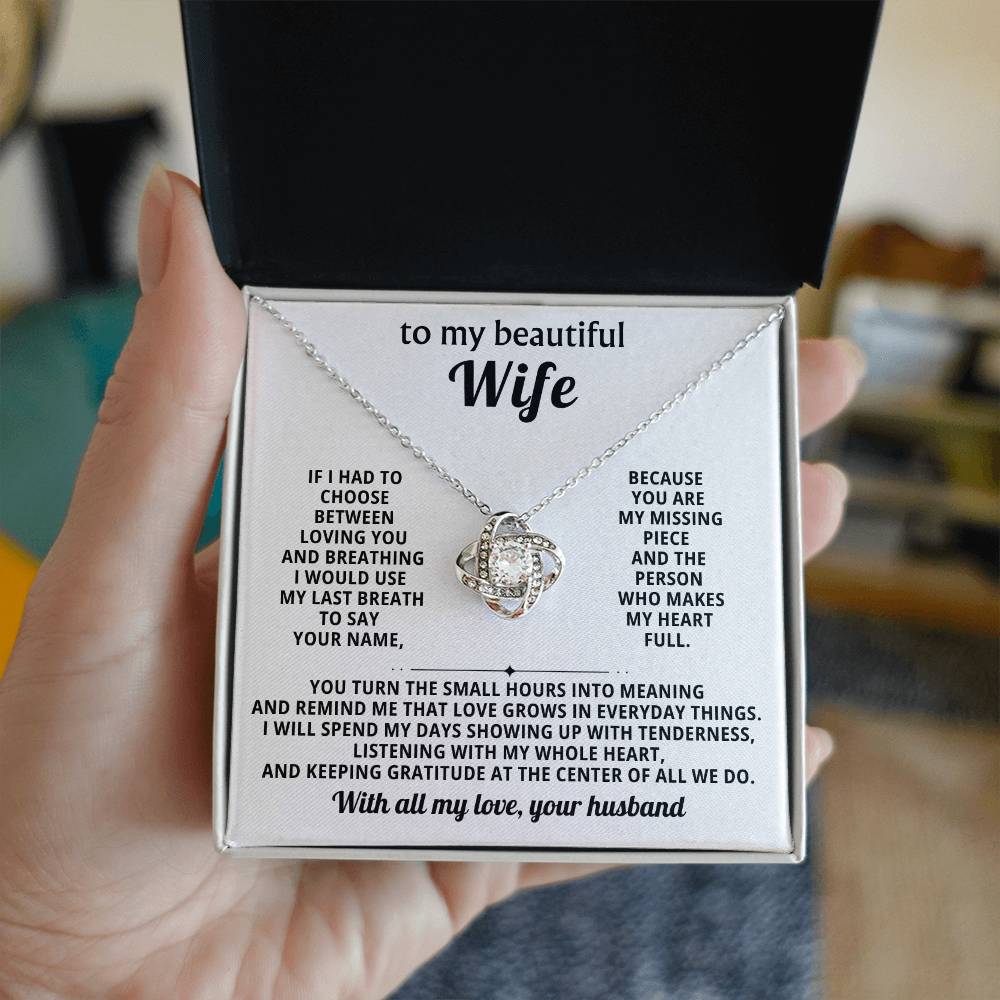 to my beautiful
Wife
IF I HAD TO
CHOOSE
BETWEEN
LOVING YOU
AND BREATHING
I WOULD USE
MY LAST BREATH
TO SAY
YOUR NAME,
BECAUSE
YOU ARE
MY MISSING
PIECE
AND THE
PERSON
WHO MAKES
MY HEART
FULL.
YOU TURN THE SMALL HOURS INTO MEANING
AND REMIND ME THAT LOVE GROWS IN EVERYDAY THINGS.
I WILL SPEND MY DAYS SHOWING UP WITH TENDERNESS,
LISTENING WITH MY WHOLE HEART,
AND KEEPING GRATITUDE AT THE CENTER OF ALL WE DO.
With all my love, your husband